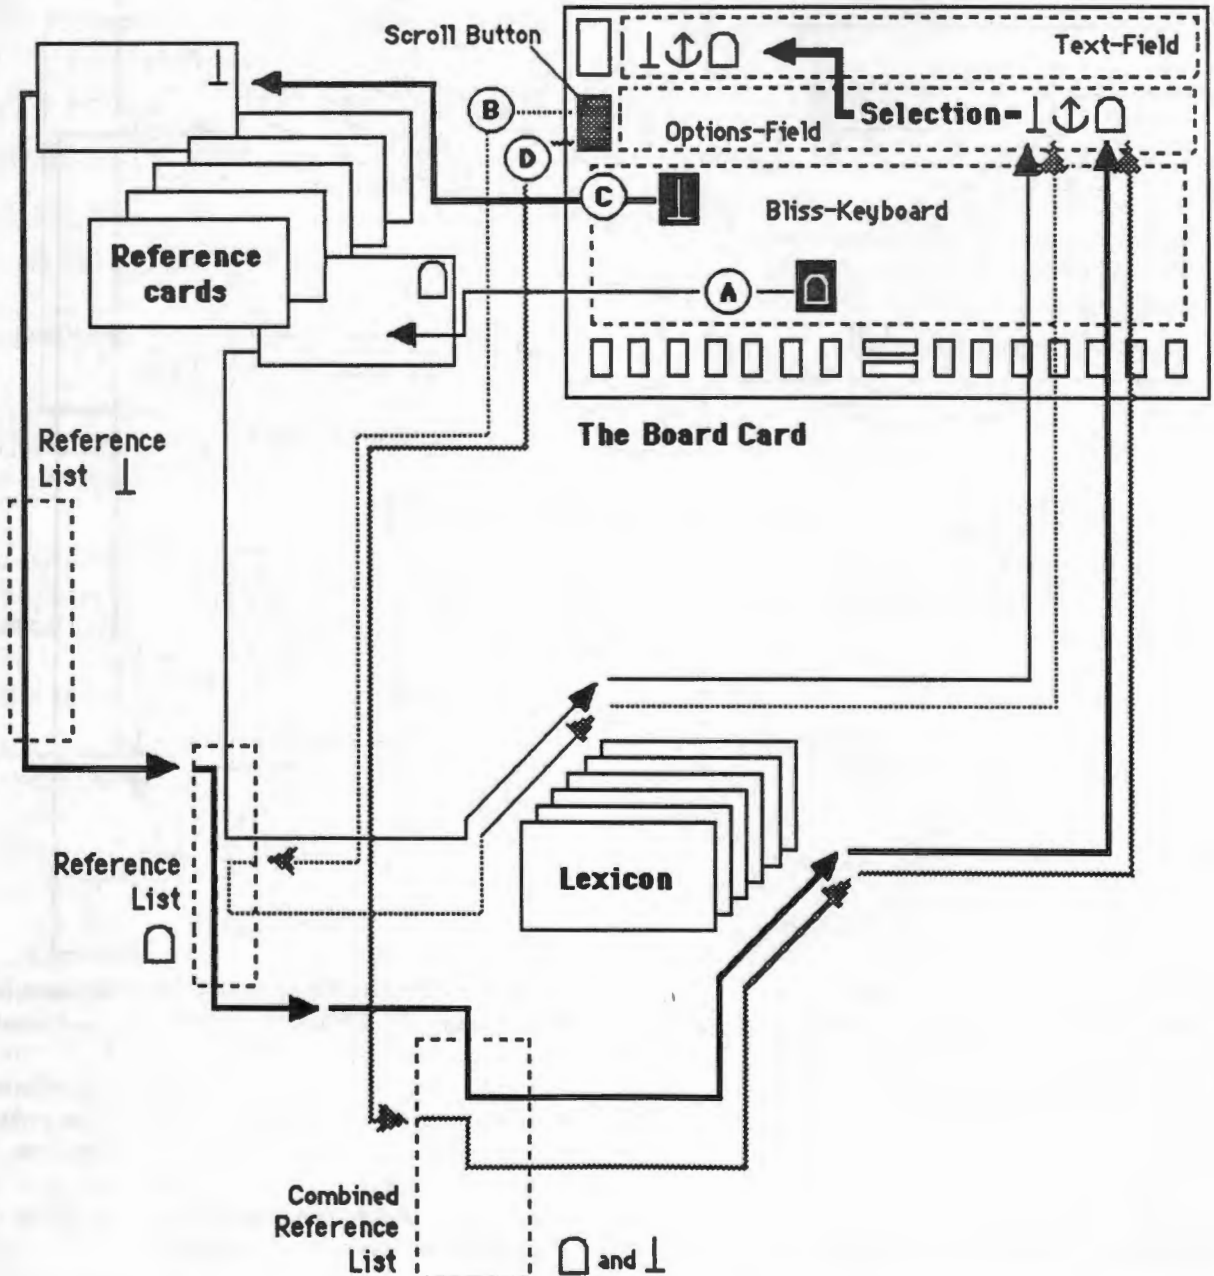 Scroll Button
Text-Field
B
Selection=
Options-Field
D
C
Bliss-Keyboard
Reference
cards
A
The Board Card
Reference
List
Reference
List
Lexicon
Combined
Reference
List
and